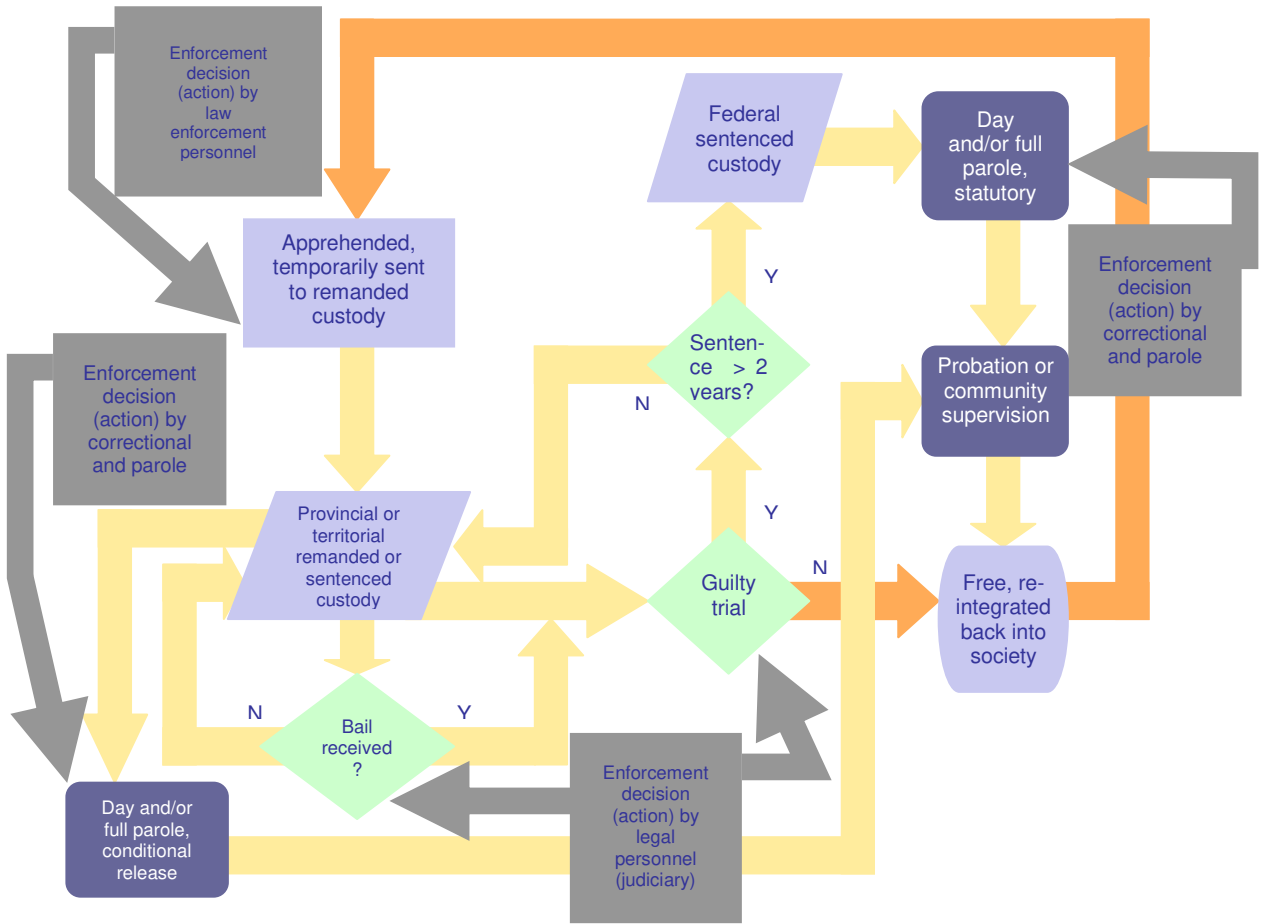 Enforcement
decision
(action) by
law
enforcement
personnel
Federal
sentenced
custody
Day
and/or full
parole,
statutory
Apprehended,
temporarily sent
to remanded
custody
Y
Enforcement
decision
(action) by
correctional
and parole
Senten-
ce > 2
years?
N
Probation or
community
supervision
Enforcement
decision
(action) by
correctional
and parole
Y
Provincial or
territorial
remanded or
sentenced
custody
Guilty
trial
N
Free, re-
integrated
back into
society
N
Y
Bail
received
?
Enforcement
decision
(action) by
legal
personnel
(judiciary)
Day and/or
full parole,
conditional
release